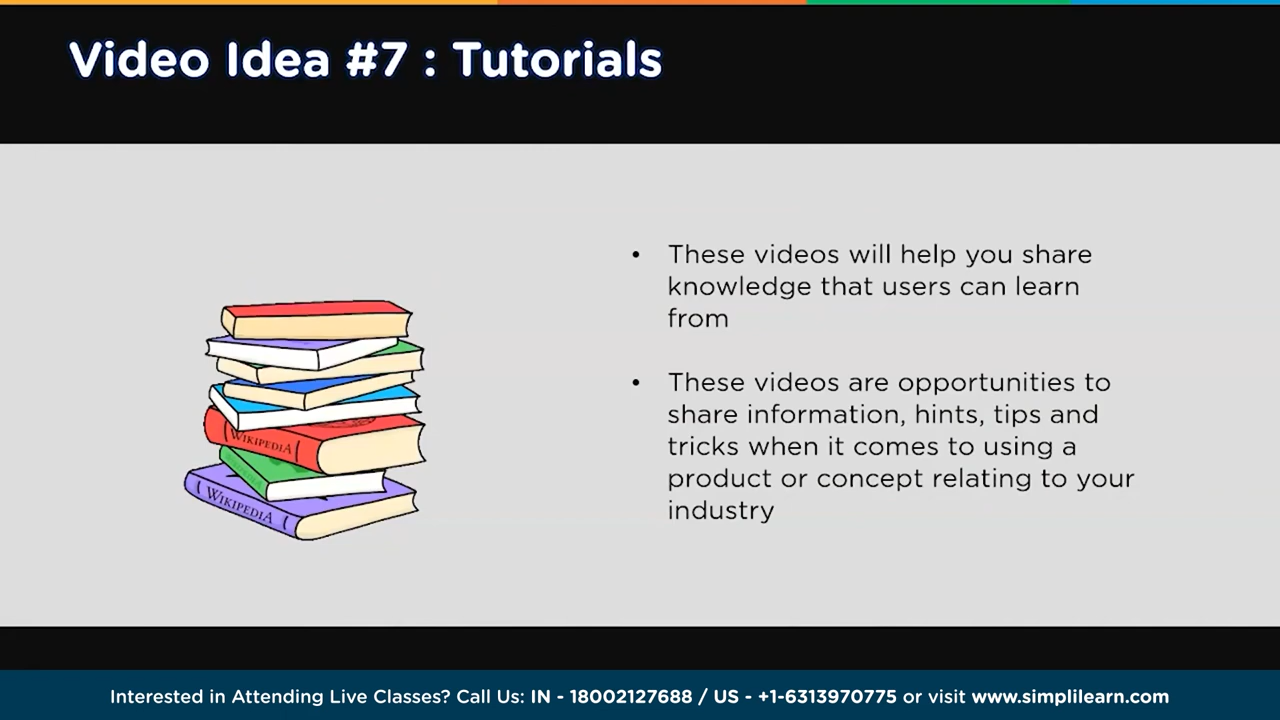 Video Idea #7 : Tutorials
• These videos will help you share
knowledge that users can learn
from
• These videos are opportunities to
share information, hints, tips and
tricks when it comes to using a
product or concept relating to your
industry
WIKIPEDIA
WIKIPEDIA
Interested in Attending Live Classes? Call Us: IN - 18002127688 / US - +1-6313970775 or visit www.simplilearn.com